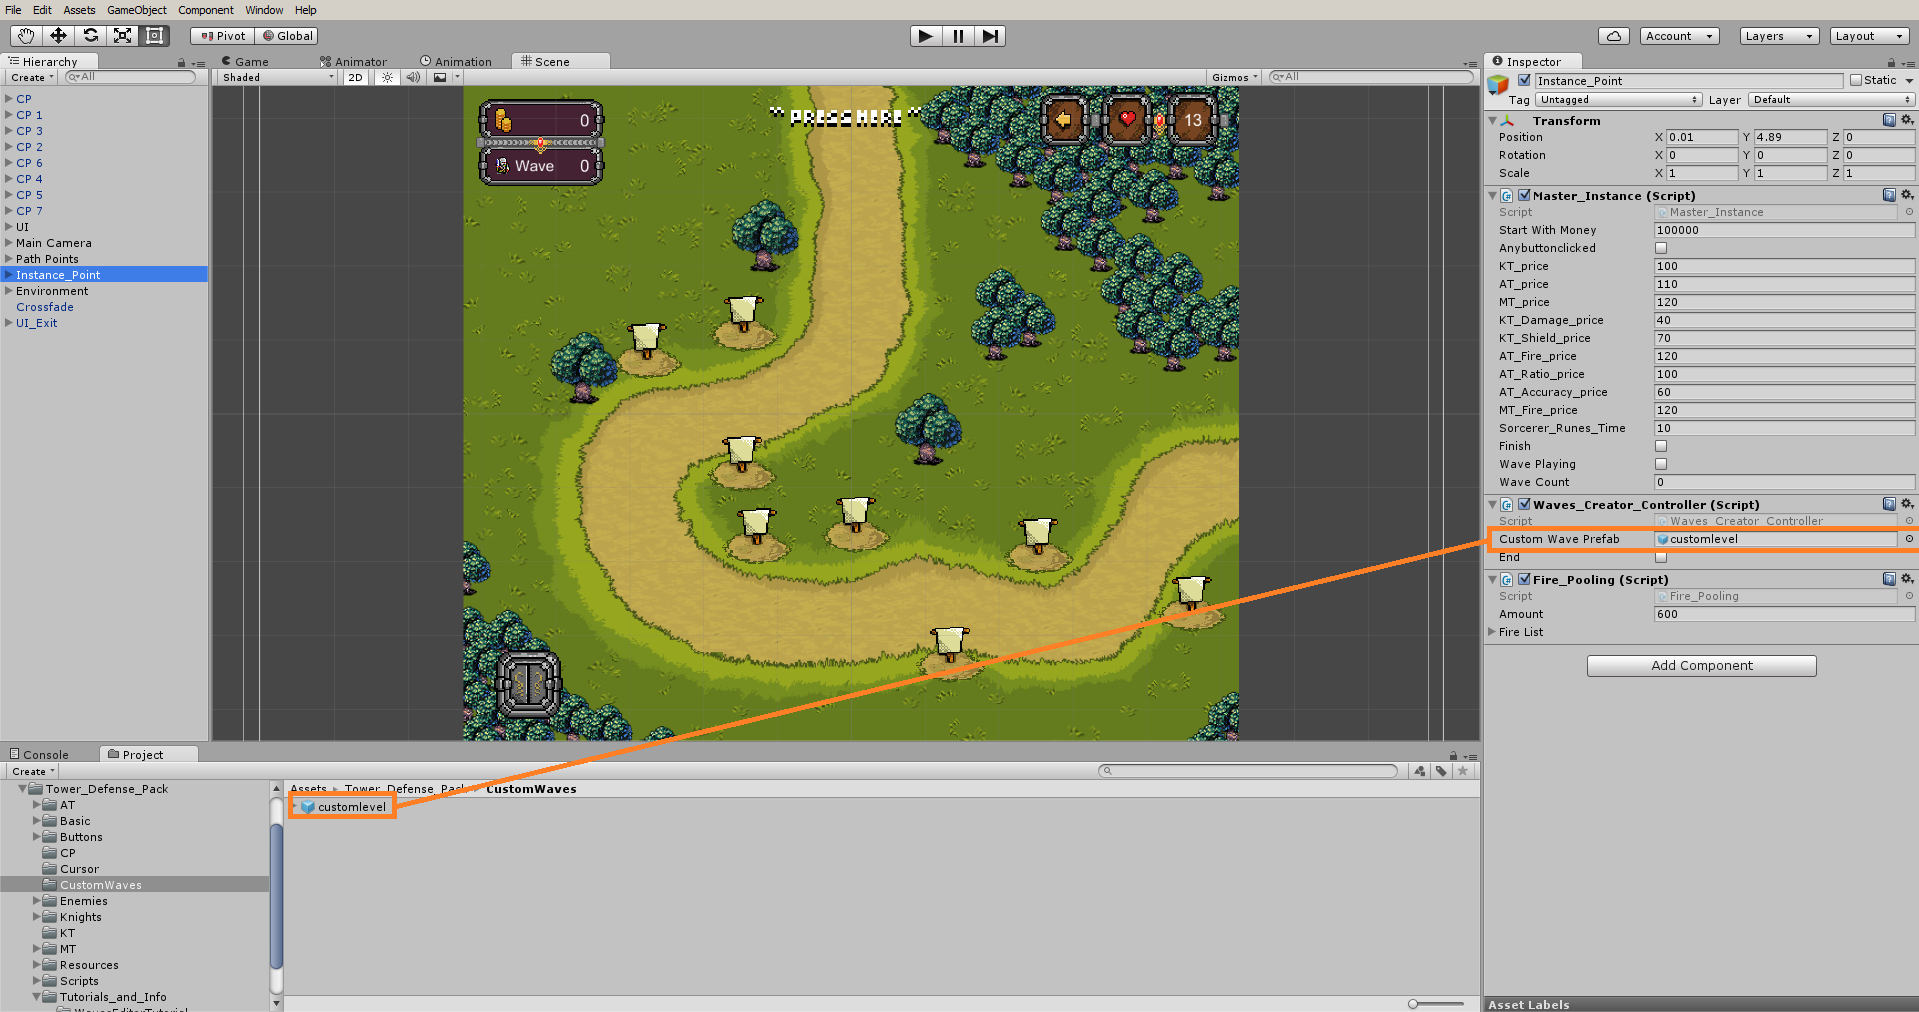 File Edit Assets GameObject Component Window Help
Pivot Global Account Layers Layout
Hierarchy
Create All
CP
CP 1
CP 3
CP 2
CP 6
CP 4
CP 5
CP 7
UI
Main Camera
Path Points
Instance_Point
Environment
Crossfade
UI_Exit
Game Animator Animation Scene
Shaded 2D Gizmos All
0
Wave 0
PRESS HERE
13
Inspector
Instance_Point Static
Tag Untagged Layer Default
Transform
Position X 0.01 Y 4.89 Z 0
Rotation X 0 Y 0 Z 0
Scale X 1 Y 1 Z 1
Master_Instance (Script)
Script Master_Instance
Start With Money 100000
Anybuttonclicked
KT_price 100
AT_price 110
MT_price 120
KT_Damage_price 40
KT_Shield_price 70
AT_Fire_price 120
AT_Ratio_price 100
AT_Accuracy_price 60
MT_Fire_price 120
Sorcerer_Runes_Time 10
Finish
Wave Playing
Wave Count 0
Waves_Creator_Controller (Script)
Script Waves_Creator_Controller
Custom Wave Prefab customlevel
End
Fire_Pooling (Script)
Script Fire_Pooling
Amount 600
Fire List
Add Component
Asset Labels
Console Project
Create
Tower_Defense_Pack
AT
Basic
Buttons
CP
Cursor
CustomWaves
Enemies
Knights
KT
MT
Resources
Scripts
Tutorials_and_Info
WavesEditorTutorial
Assets Tower_Defense_Pack CustomWaves
customlevel